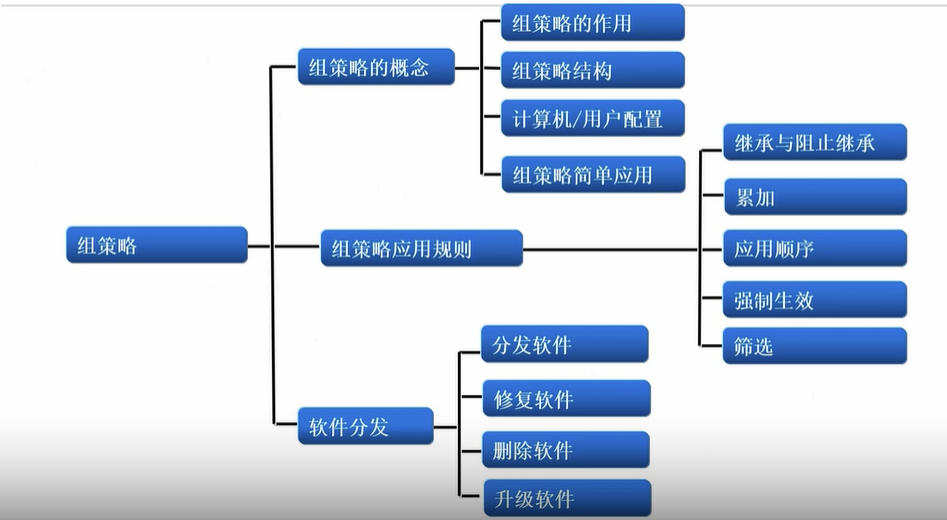 组策略
组策略的概念
组策略的作用
组策略结构
计算机/用户配置
组策略简单应用
组策略应用规则
继承与阻止继承
累加
应用顺序
强制生效
筛选
软件分发
分发软件
修复软件
删除软件
升级软件